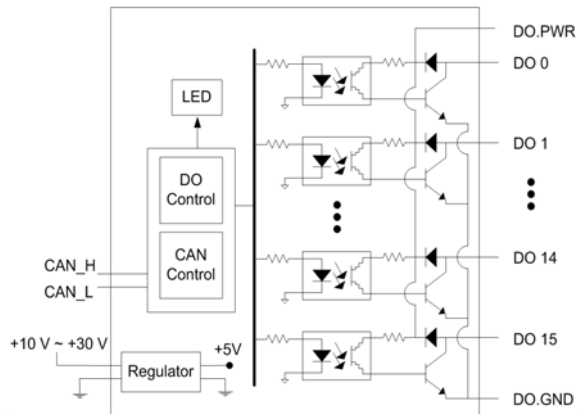 DO.PWR
DO 0
LED
DO 1
DO
Control
CAN
Control
CAN_H
CAN_L
DO 14
+10 V ~ +30 V
+5V
Regulator
DO 15
DO.GND